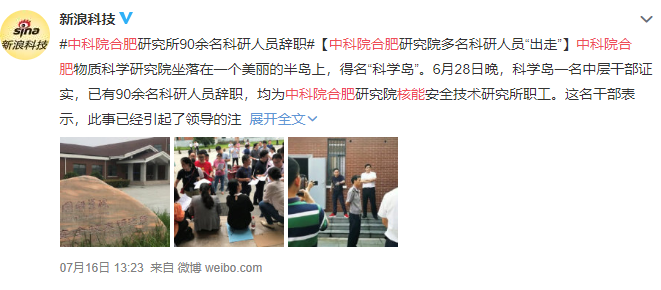 sina
新浪科技
新浪科技
#中科院合肥研究所90余名科研人员辞职#【中科院合肥研究院多名科研人员“出走”】中科院合
肥物质科学研究院坐落在一个美丽的半岛上，得名“科学岛”。6月28日晚，科学岛一名中层干部证
实，已有90余名科研人员辞职，均为中科院合肥研究院核能安全技术研究所职工。这名干部表
示，此事已经引起了领导的注 展开全文
07月16日 13:23 来自 微博 weibo.com